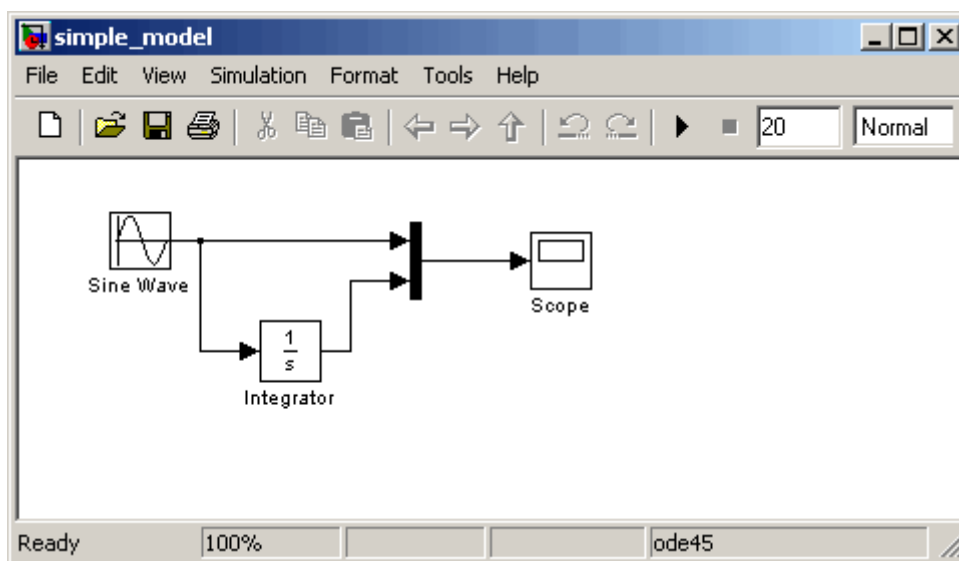 simple_model
File Edit View Simulation Format Tools Help
20 Normal
Sine Wave
Scope
1
s
Integrator
Ready 100% ode45